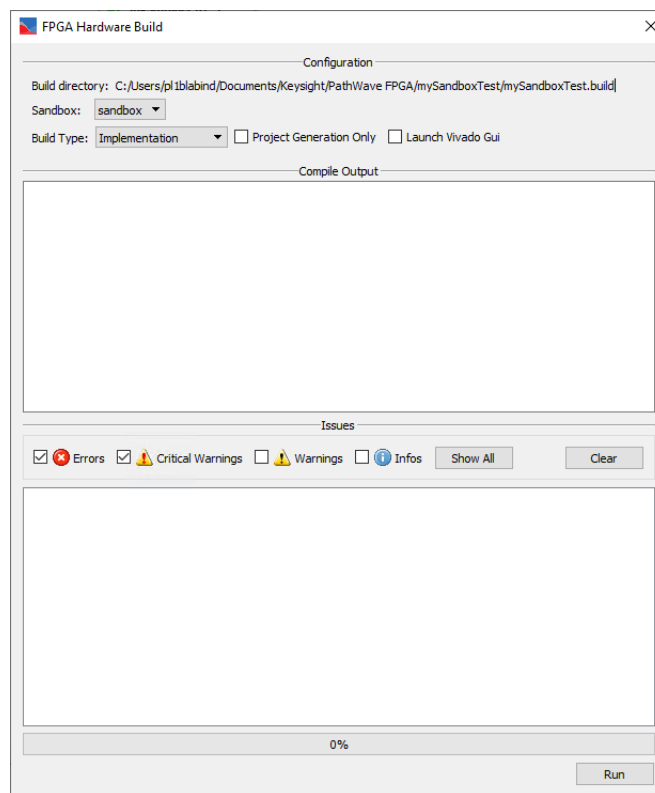 FPGA Hardware Build
Configuration
Build directory: C:/Users/pl1blabind/Documents/Keysight/PathWave FPGA/mySandboxTest/mySandboxTest.build
Sandbox: sandbox
Build Type: Implementation Project Generation Only Launch Vivado Gui
Compile Output
Issues
Errors Critical Warnings Warnings Infos Show All Clear
0%
Run